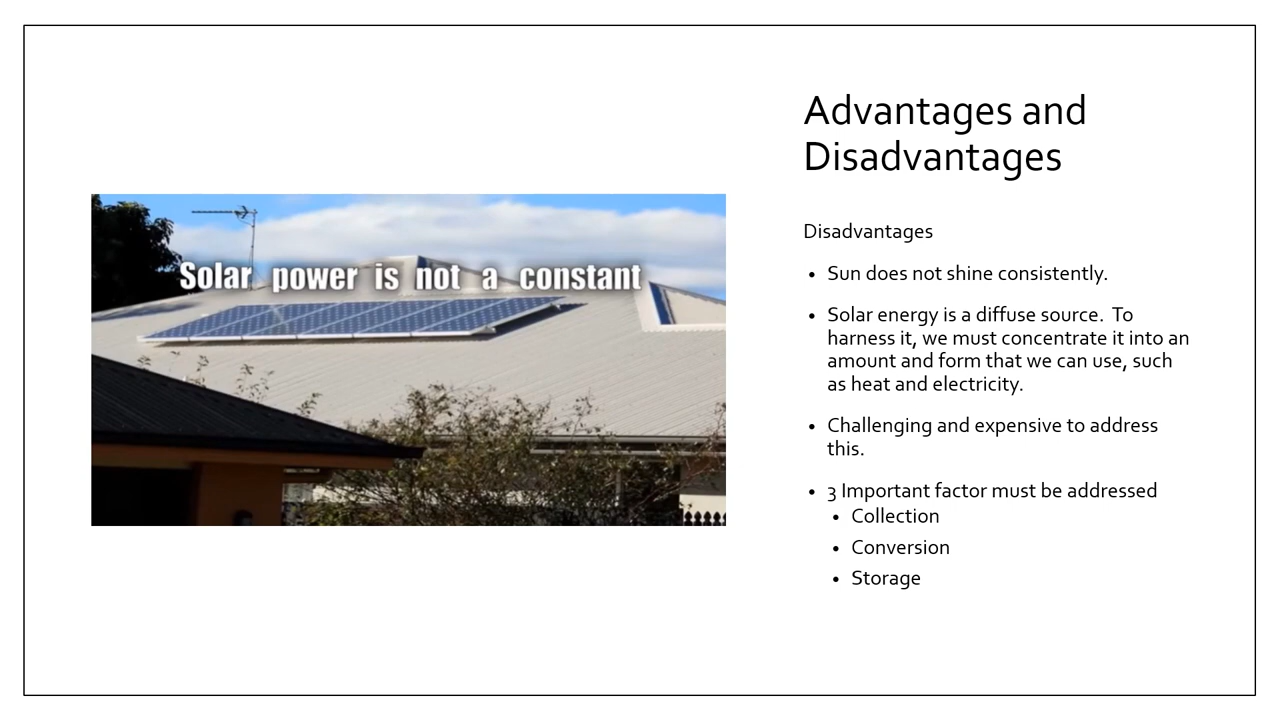 Advantages and
Disadvantages
Solar power is not a constant
Disadvantages
• Sun does not shine consistently.
• Solar energy is a diffuse source.  To
harness it, we must concentrate it into an
amount and form that we can use, such
as heat and electricity.
• Challenging and expensive to address
this.
• 3 Important factor must be addressed
• Collection
• Conversion
• Storage